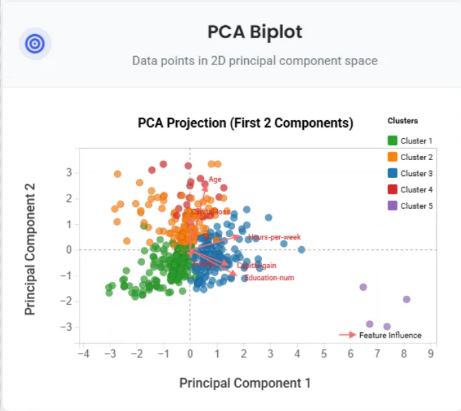 PCA Biplot
Data points in 2D principal component space
PCA Projection (First 2 Components)
Clusters
Cluster 1
Cluster 2
Cluster 3
Cluster 4
Cluster 5
Principal Component 2
3
2
1
0
−1
−2
−3
Age
Hours-per-week
Education-num
Feature Influence
−4
−3
−2
−1
0
1
2
3
4
5
6
7
8
9
Principal Component 1